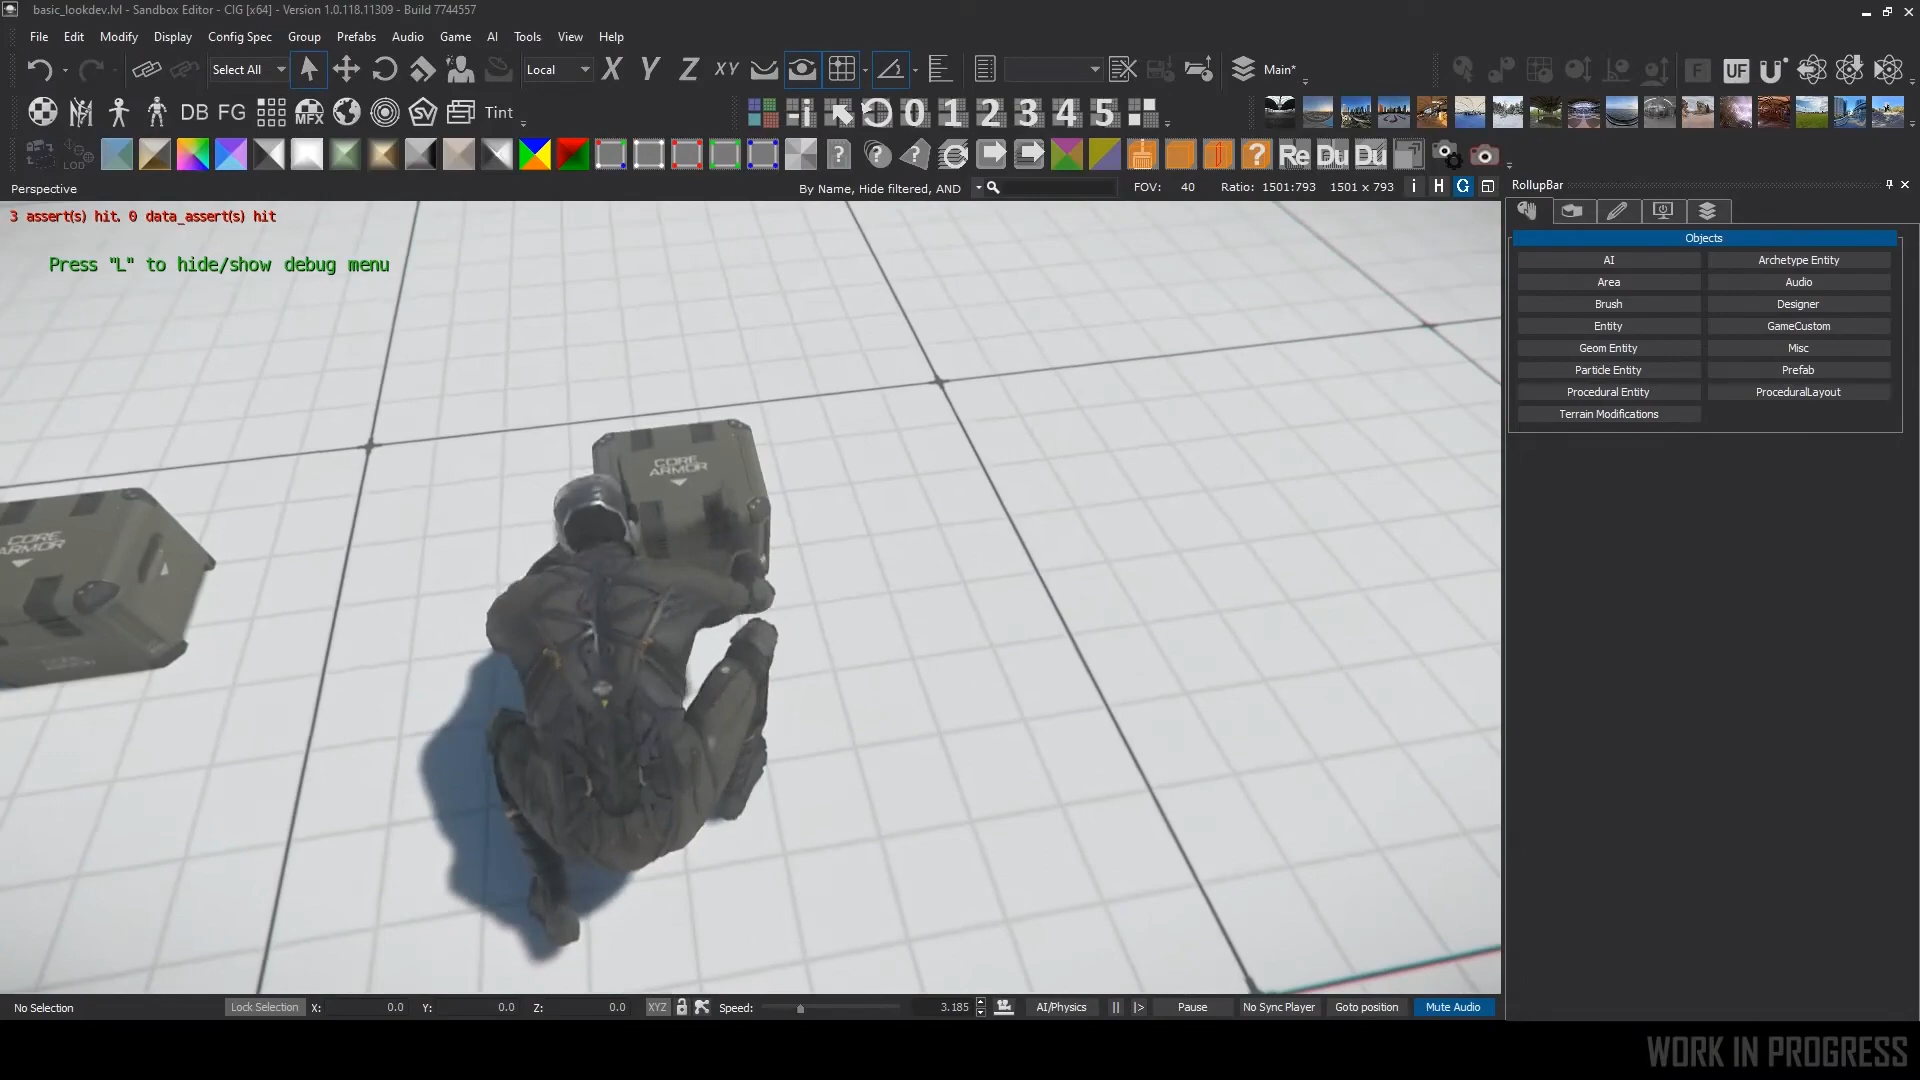 basic_lookdev.lvl - Sandbox Editor - CIG [x64] - Version 1.0.118.11309 - Build 7744557
File Edit Modify Display Config Spec Group Prefabs Audio Game AI Tools View Help
Select All Local X Y Z XY Main* F UF
DB FG MFX SV Tint -i 0 1 2 3 4 5
LOD ? ? ? ? Re Du Du
Perspective By Name, Hide filtered, AND FOV: 40 Ratio: 1501:793 1501 x 793 i H G
RollupBar
3 assert(s) hit. 0 data_assert(s) hit
Press "L" to hide/show debug menu
Objects
AI Archetype Entity
Area Audio
Brush Designer
Entity GameCustom
Geom Entity Misc
Particle Entity Prefab
Procedural Entity ProceduralLayout
Terrain Modifications
CORE
ARMOR
CORE
ARMOR
No Selection Lock Selection X: 0.0 Y: 0.0 Z: 0.0 XYZ Speed: 3.185 AI/Physics Pause No Sync Player Goto position Mute Audio
WORK IN PROGRESS